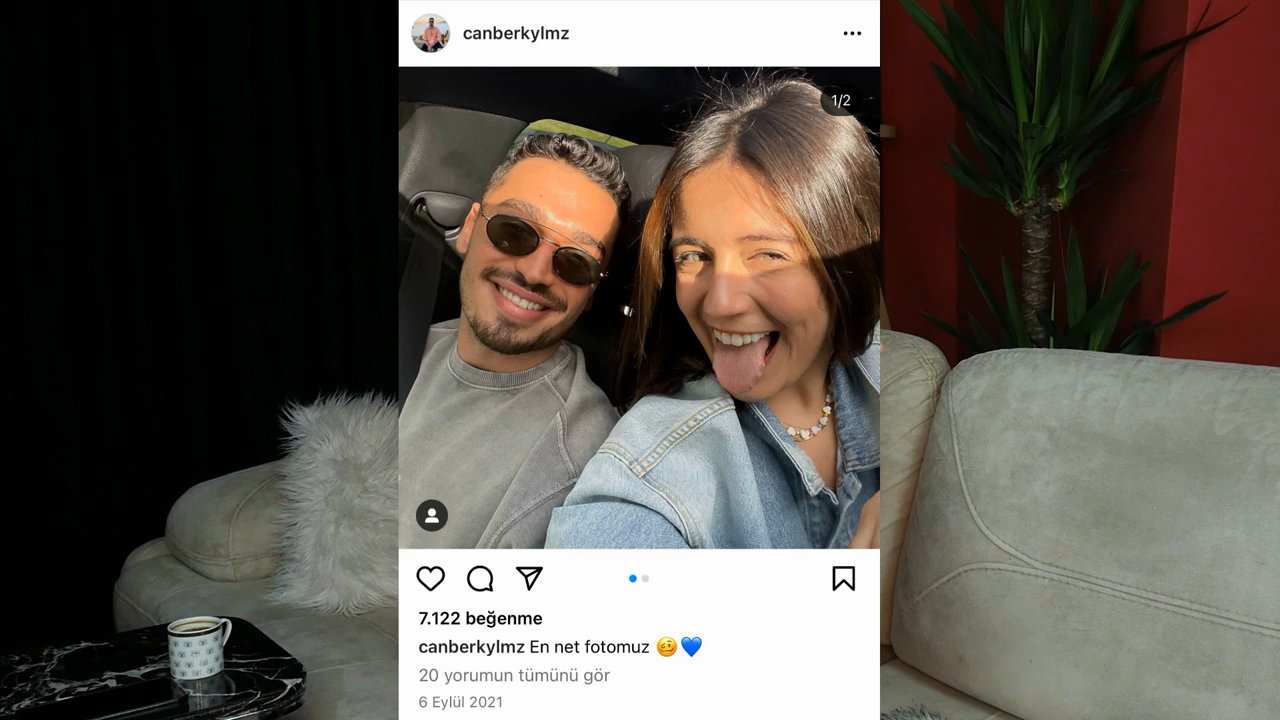 canberkylmz
1/2
7.122 beğenme
canberkylmz En net fotomuz 🥴💙
20 yorumun tümünü gör
6 Eylül 2021